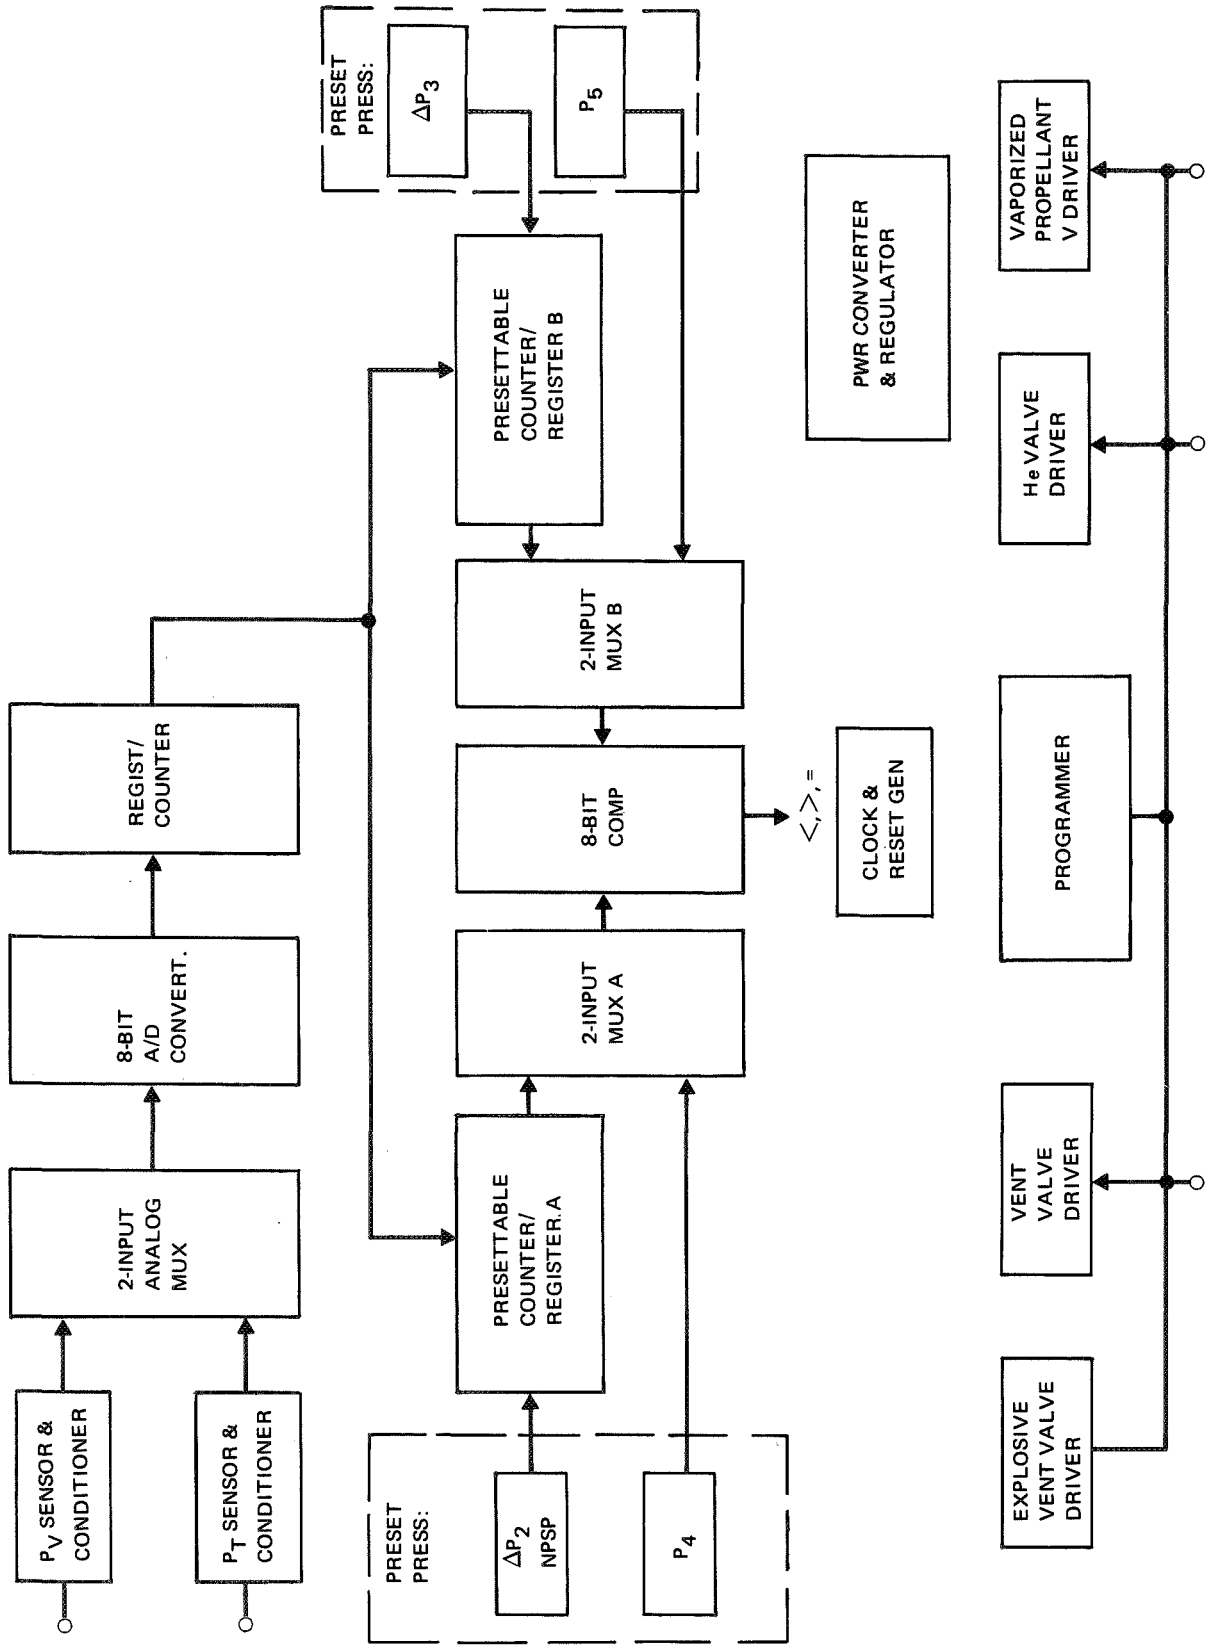 P_V SENSOR &
CONDITIONER
P_T SENSOR &
CONDITIONER
2-INPUT
ANALOG
MUX
8-BIT
A/D
CONVERT.
REGIST/
COUNTER
PRESET
PRESS:
ΔP₂
NPSP
P₄
PRESETTABLE
COUNTER/
REGISTER.A
2-INPUT
MUX A
8-BIT
COMP
<,>,=
2-INPUT
MUX B
PRESETTABLE
COUNTER/
REGISTER B
PRESET
PRESS:
ΔP₃
P₅
CLOCK &
RESET GEN
PWR CONVERTER
& REGULATOR
EXPLOSIVE
VENT VALVE
DRIVER
VENT
VALVE
DRIVER
PROGRAMMER
He VALVE
DRIVER
VAPORIZED
PROPELLANT
V DRIVER